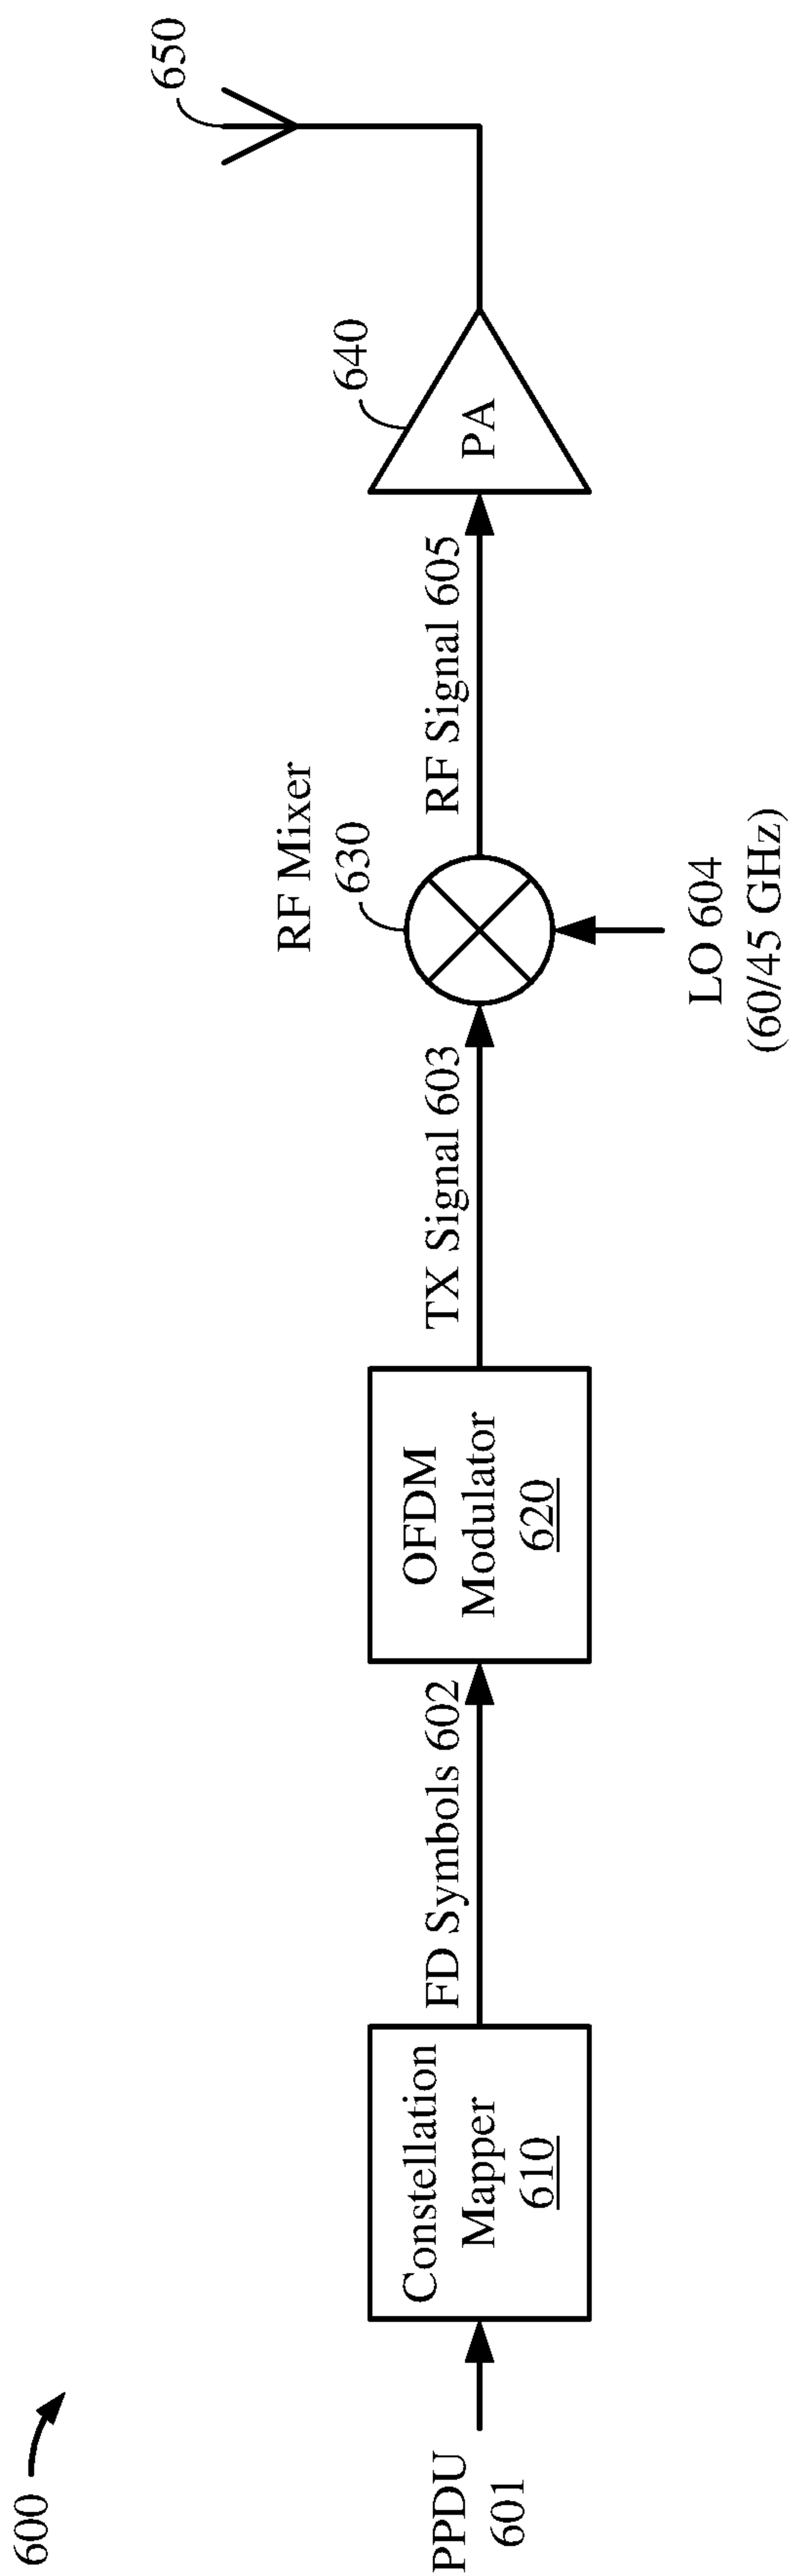 600
PPDU
601
Constellation
Mapper
610
FD Symbols 602
OFDM
Modulator
620
TX Signal 603
RF Mixer
630
LO 604
(60/45 GHz)
RF Signal 605
640
PA
650